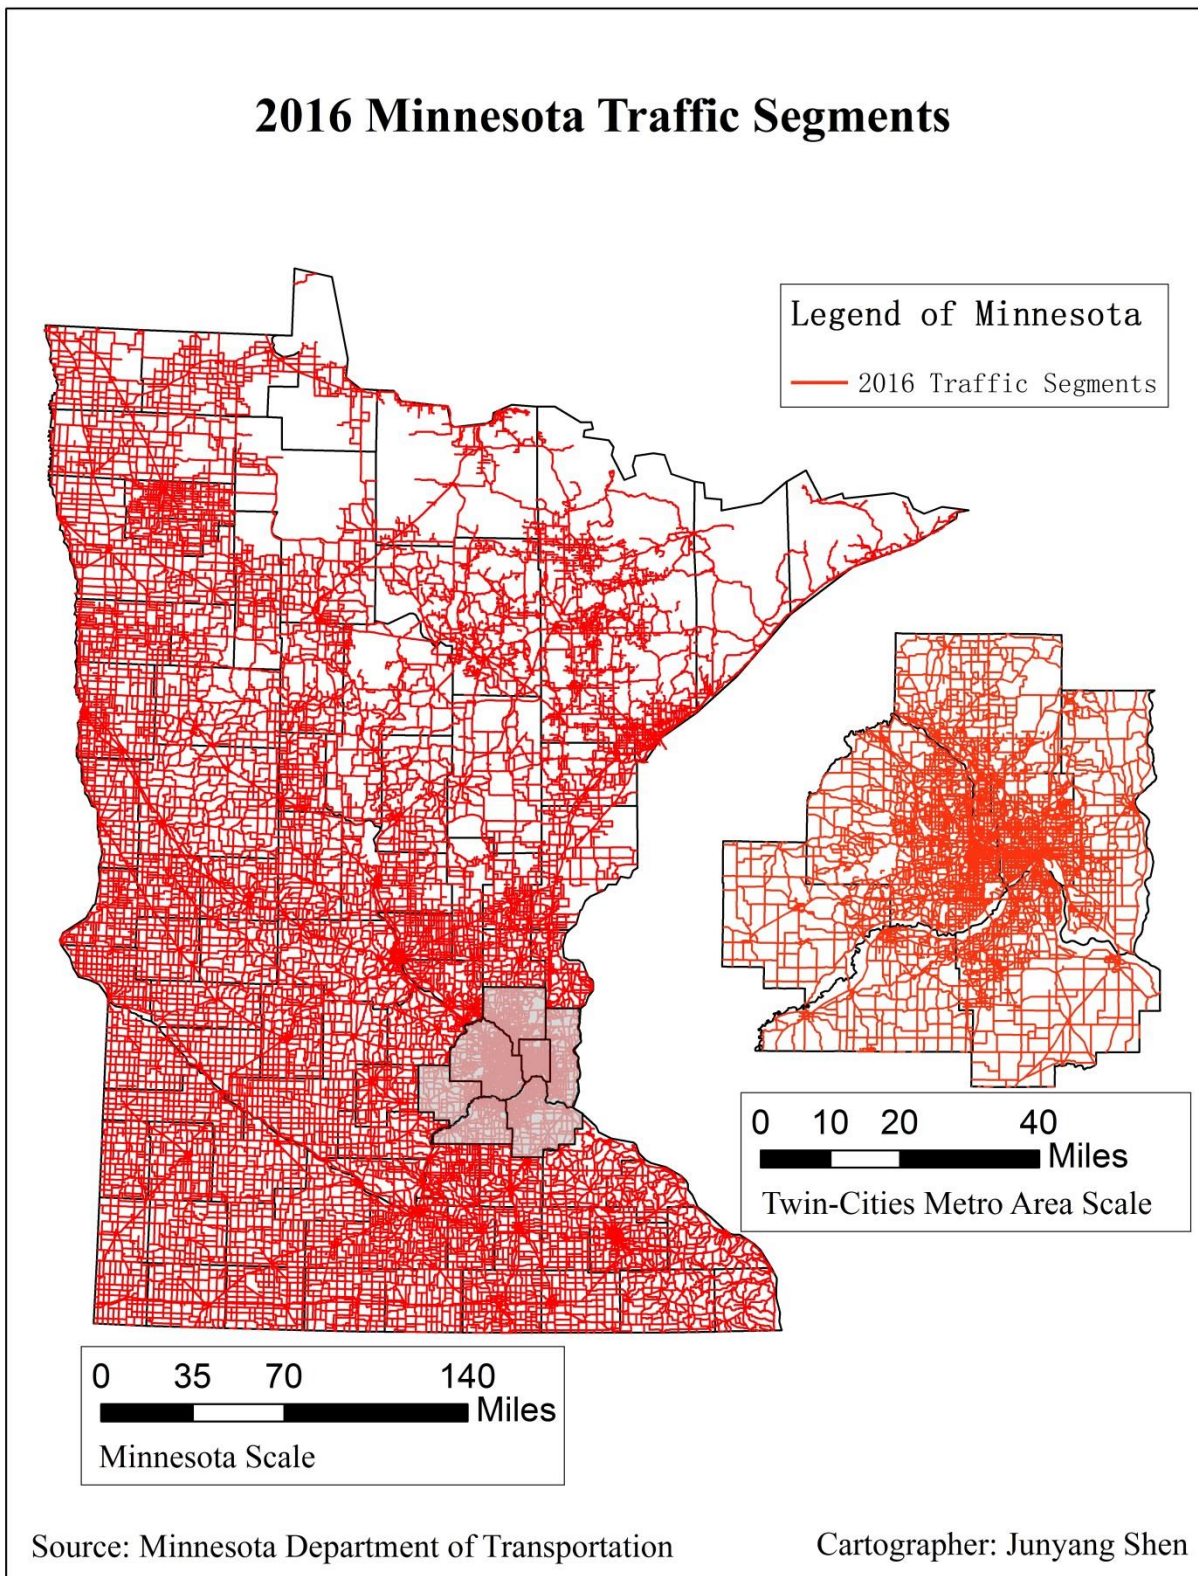 2016 Minnesota Traffic Segments
Legend of Minnesota
2016 Traffic Segments
0 10 20 40
Miles
Twin-Cities Metro Area Scale
0 35 70 140
Miles
Minnesota Scale
Source: Minnesota Department of Transportation
Cartographer: Junyang Shen